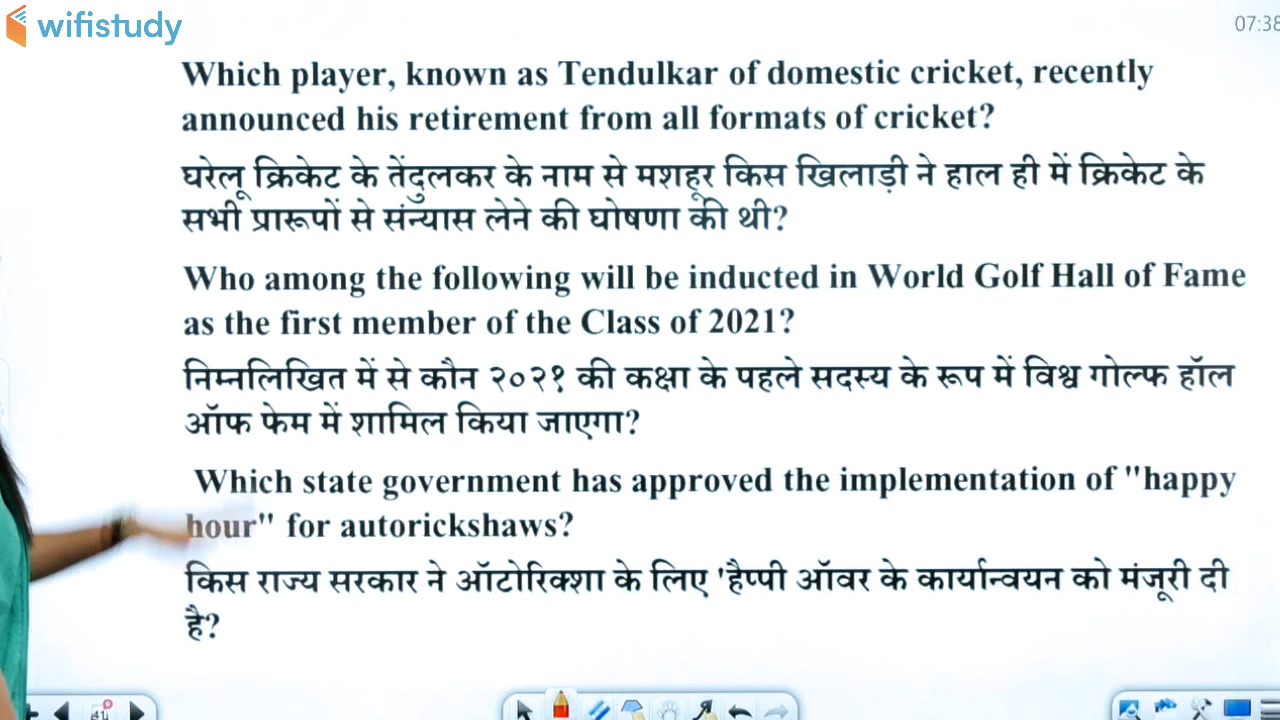 wifistudy
07:38
Which player, known as Tendulkar of domestic cricket, recently
announced his retirement from all formats of cricket?
घरेलू क्रिकेट के तेंदुलकर के नाम से मशहूर किस खिलाड़ी ने हाल ही में क्रिकेट के
सभी प्रारूपों से संन्यास लेने की घोषणा की थी?
Who among the following will be inducted in World Golf Hall of Fame
as the first member of the Class of 2021?
निम्नलिखित में से कौन २०२१ की कक्षा के पहले सदस्य के रूप में विश्व गोल्फ हॉल
ऑफ फेम में शामिल किया जाएगा?
Which state government has approved the implementation of "happy
hour" for autorickshaws?
किस राज्य सरकार ने ऑटोरिक्शा के लिए 'हैप्पी ऑवर के कार्यान्वयन को मंजूरी दी
है?
41